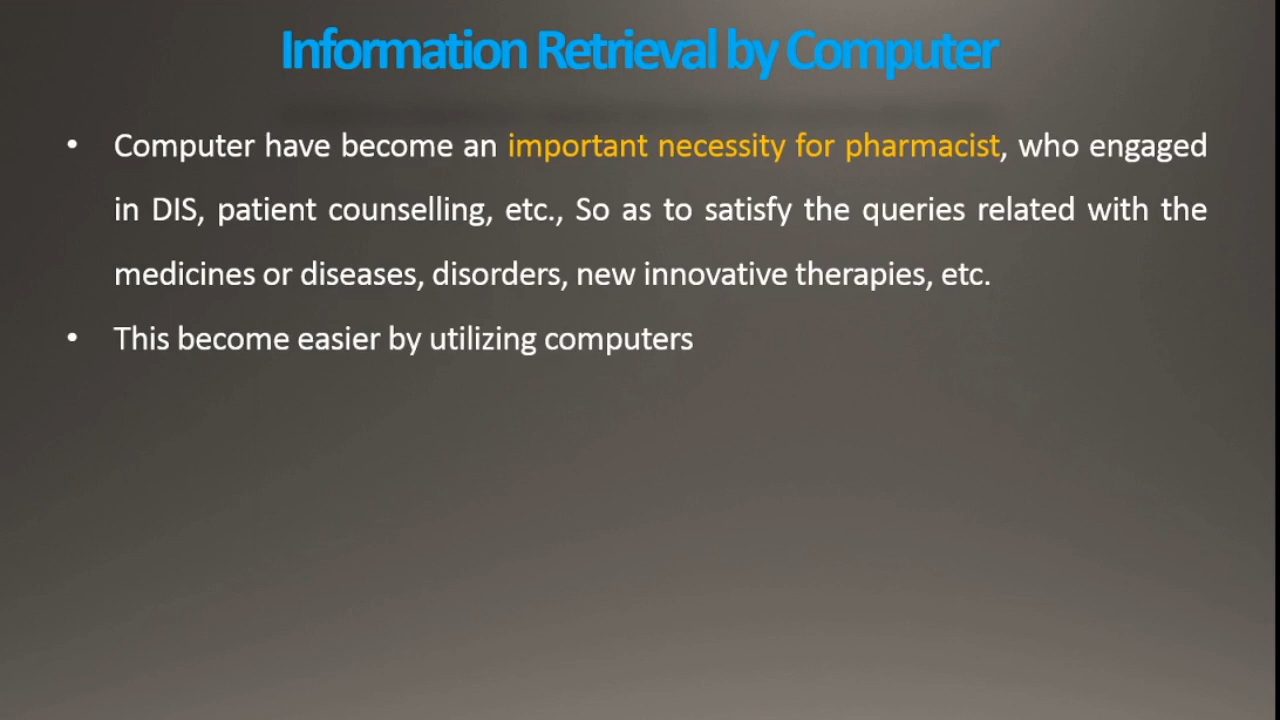 Information Retrieval by Computer
• Computer have become an important necessity for pharmacist, who engaged
in DIS, patient counselling, etc., So as to satisfy the queries related with the
medicines or diseases, disorders, new innovative therapies, etc.
• This become easier by utilizing computers